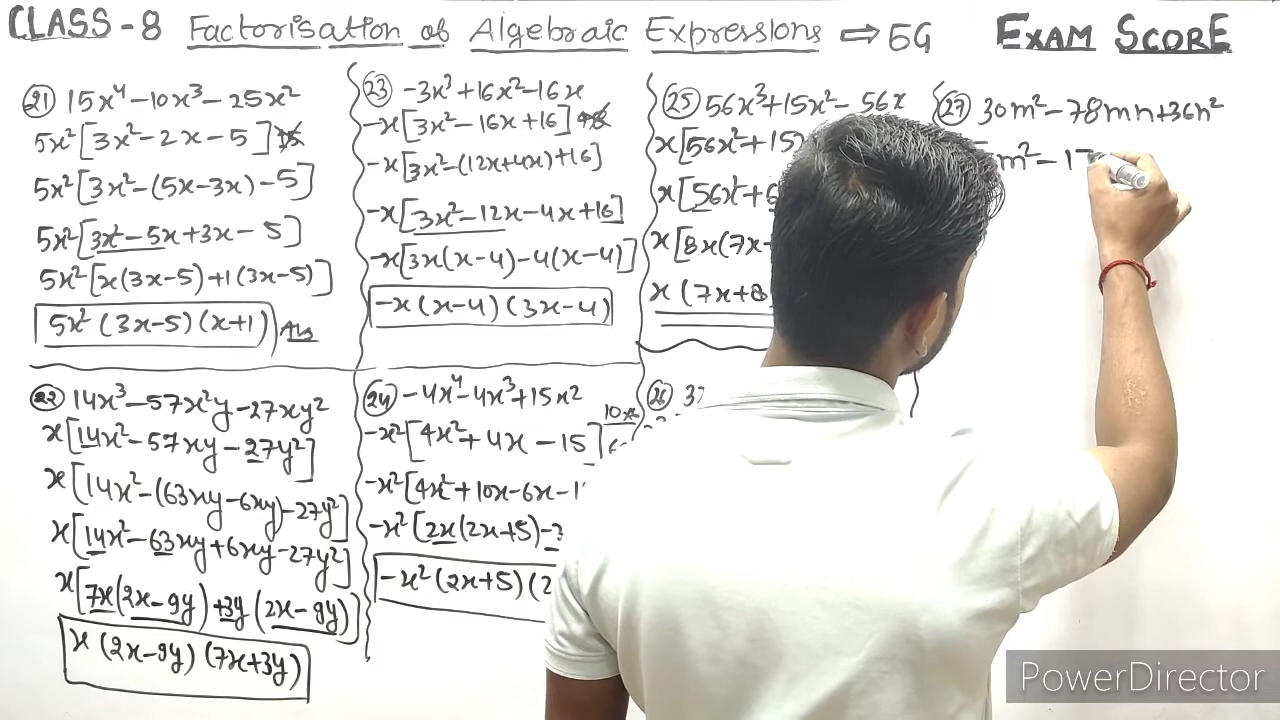 CLASS - 8 Factorisation of Algebraic Expressions ⇒ 5G EXAM SCORE
(21) 15x⁴ - 10x³ - 25x²
5x² [3x² - 2x - 5] 15
5x² [3x² - (5x - 3x) - 5]
5x² [3x² - 5x + 3x - 5]
5x² [x(3x-5) + 1(3x-5)]
5x² (3x-5) (x+1) Ans
(22) 14x³ - 57x²y - 27xy²
x [14x² - 57xy - 27y²]
x [14x² - (63xy - 6xy) - 27y²]
x [14x² - 63xy + 6xy - 27y²]
x [7x (2x - 9y) + 3y (2x - 9y)]
x (2x - 9y) (7x + 3y)
(23) -3x³ + 16x² - 16x
-x [3x² - 16x + 16]
-x [3x² - (12x + 4x) + 16]
-x [3x² - 12x - 4x + 16]
-x [3x(x-4) - 4(x-4)]
-x (x-4) (3x-4)
(24) -4x⁴ - 4x³ + 15x²
-x² [4x² + 4x - 15]
-x² [4x² + 10x - 6x - 1
-x² [2x (2x+5) -3
-x² (2x+5) (2
(25) 56x³ + 15x² - 56x
x [56x² + 15
x [56x² + 6
x [8x (7x
x (7x + 8
(26) 3
(27) 30m² - 78mn + 36n²
m² - 1
PowerDirector